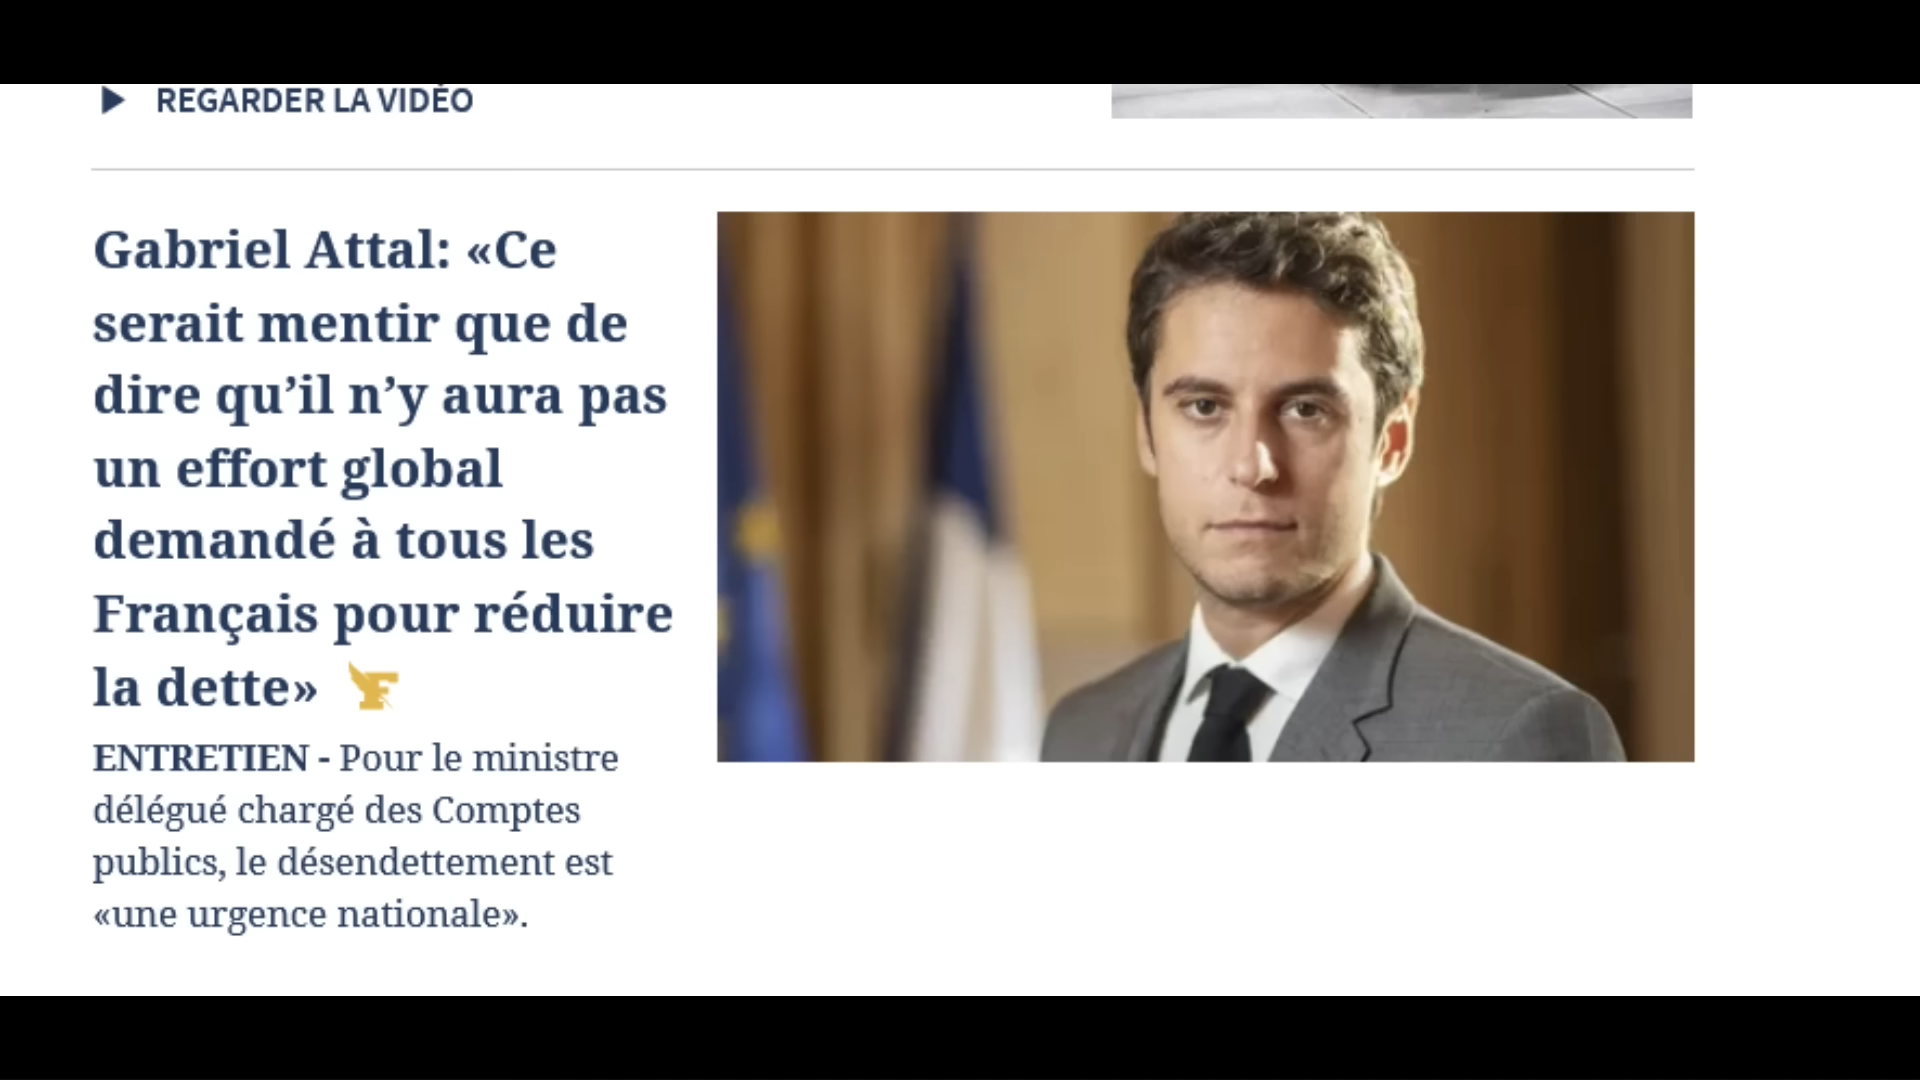 REGARDER LA VIDÉO
Gabriel Attal: «Ce
serait mentir que de
dire qu’il n’y aura pas
un effort global
demandé à tous les
Français pour réduire
la dette»
ENTRETIEN - Pour le ministre
délégué chargé des Comptes
publics, le désendettement est
«une urgence nationale».